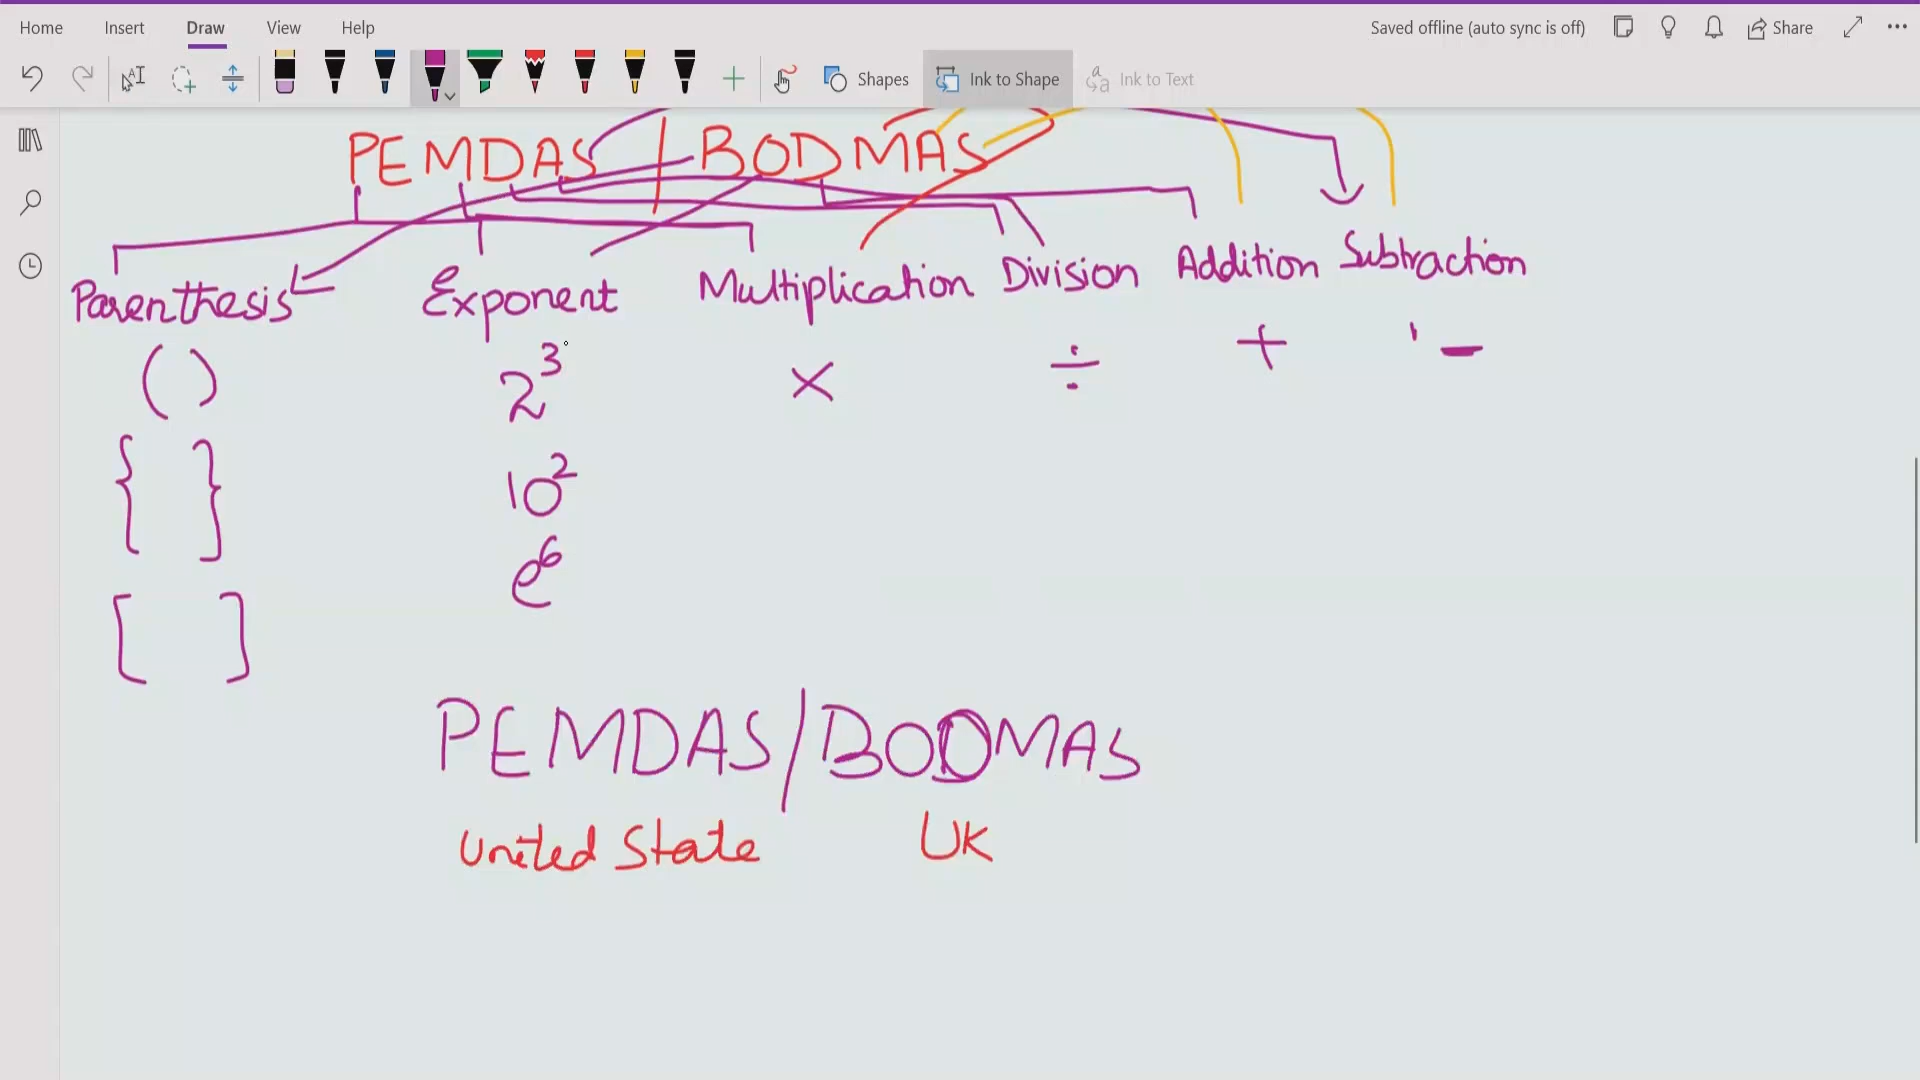 Home Insert Draw View Help Saved offline (auto sync is off) Share
Shapes Ink to Shape Ink to Text
PEMDAS / BODMAS
Parenthesis Exponent Multiplication Division Addition Subtraction
( ) 2³ × ÷ + -
{ } 10²
e⁶
[ ]
PEMDAS/BODMAS
United State UK